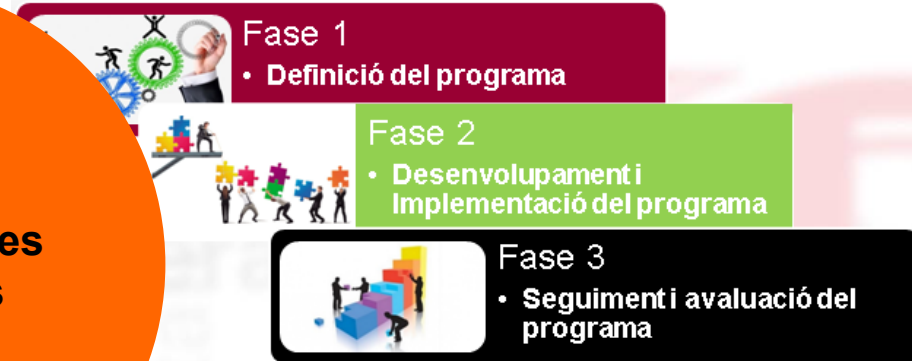 Fase 1
• Definició del programa
Fase 2
• Desenvolupament i
Implementació del programa
Fase 3
• Seguiment i avaluació del
programa